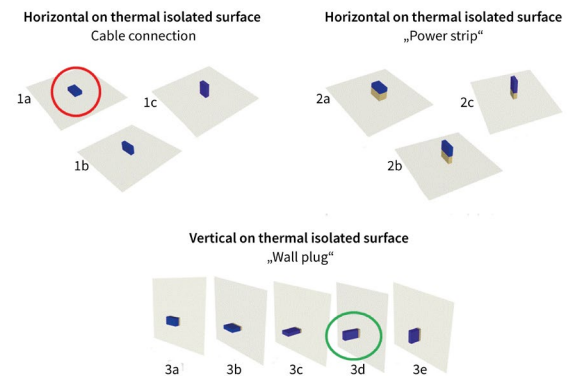 Horizontal on thermal isolated surface
Cable connection
1a
1c
1b
Horizontal on thermal isolated surface
„Power strip“
2a
2c
2b
Vertical on thermal isolated surface
„Wall plug“
3a 3b 3c 3d 3e